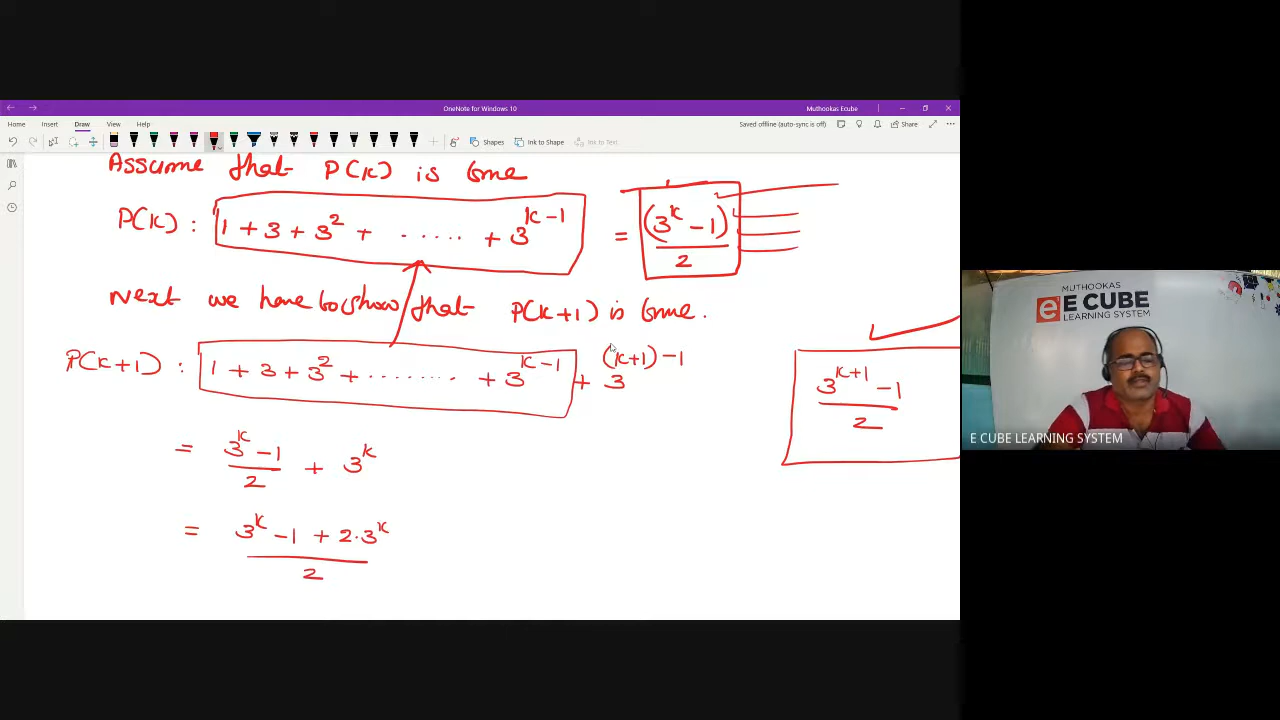 OneNote for Windows 10
Muthookas Ecube
Home Insert Draw View Help
Saved offline (auto-sync is off) Share
Shapes Ink to Shape Ink to Text
Assume that P(k) is true
P(k) : 1 + 3 + 3^2 + ...... + 3^{k-1} = (3^k - 1)/2
Next we have to show that P(k+1) is true.
P(k+1) : 1 + 3 + 3^2 + ........ + 3^{k-1} + 3^{(k+1)-1}
3^{k+1} - 1 / 2
= 3^k - 1 / 2 + 3^k
= 3^k - 1 + 2·3^k / 2
MUTHOOKAS
E E CUBE
LEARNING SYSTEM
E CUBE LEARNING SYSTEM